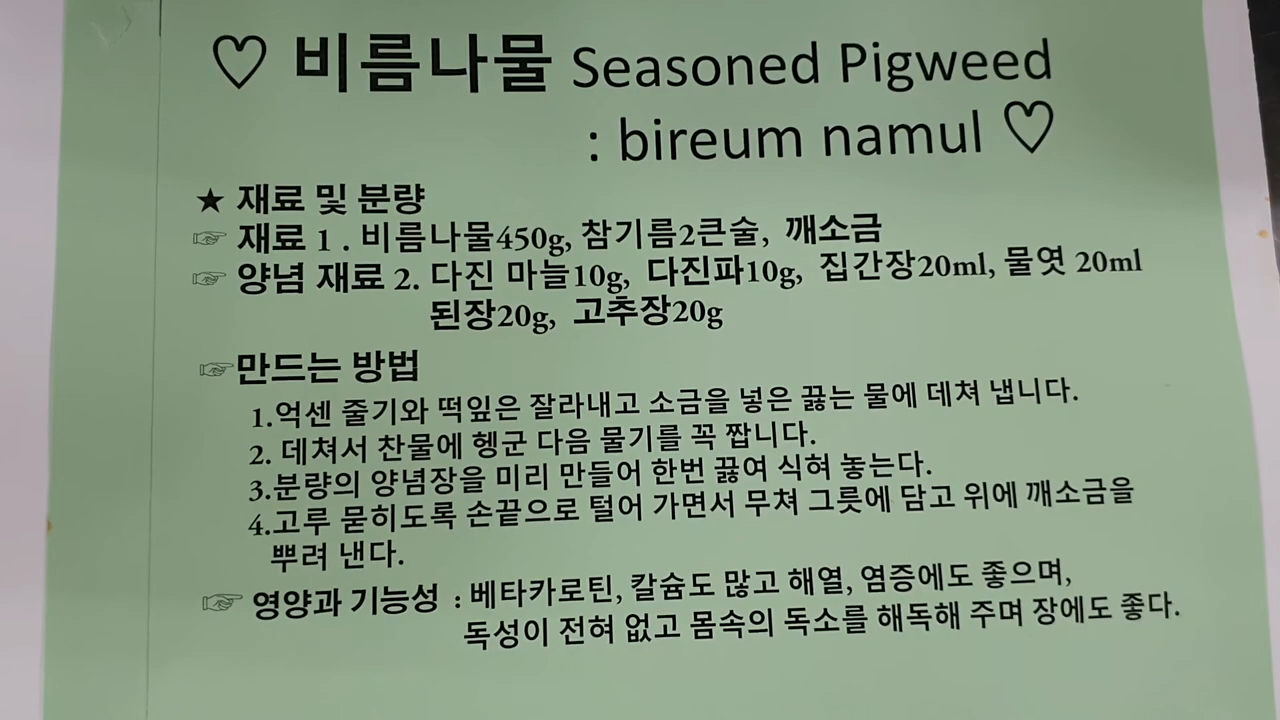 ♡ 비름나물 Seasoned Pigweed
: bireum namul ♡
★ 재료 및 분량
☞ 재료 1 . 비름나물450g, 참기름2큰술, 깨소금
☞ 양념 재료 2. 다진 마늘10g, 다진파10g, 집간장20ml, 물엿 20ml
된장20g, 고추장20g
☞만드는 방법
1.억센 줄기와 떡잎은 잘라내고 소금을 넣은 끓는 물에 데쳐 냅니다.
2. 데쳐서 찬물에 헹군 다음 물기를 꼭 짭니다.
3.분량의 양념장을 미리 만들어 한번 끓여 식혀 놓는다.
4.고루 묻히도록 손끝으로 털어 가면서 무쳐 그릇에 담고 위에 깨소금을
뿌려 낸다.
☞ 영양과 기능성 : 베타카로틴, 칼슘도 많고 해열, 염증에도 좋으며,
독성이 전혀 없고 몸속의 독소를 해독해 주며 장에도 좋다.